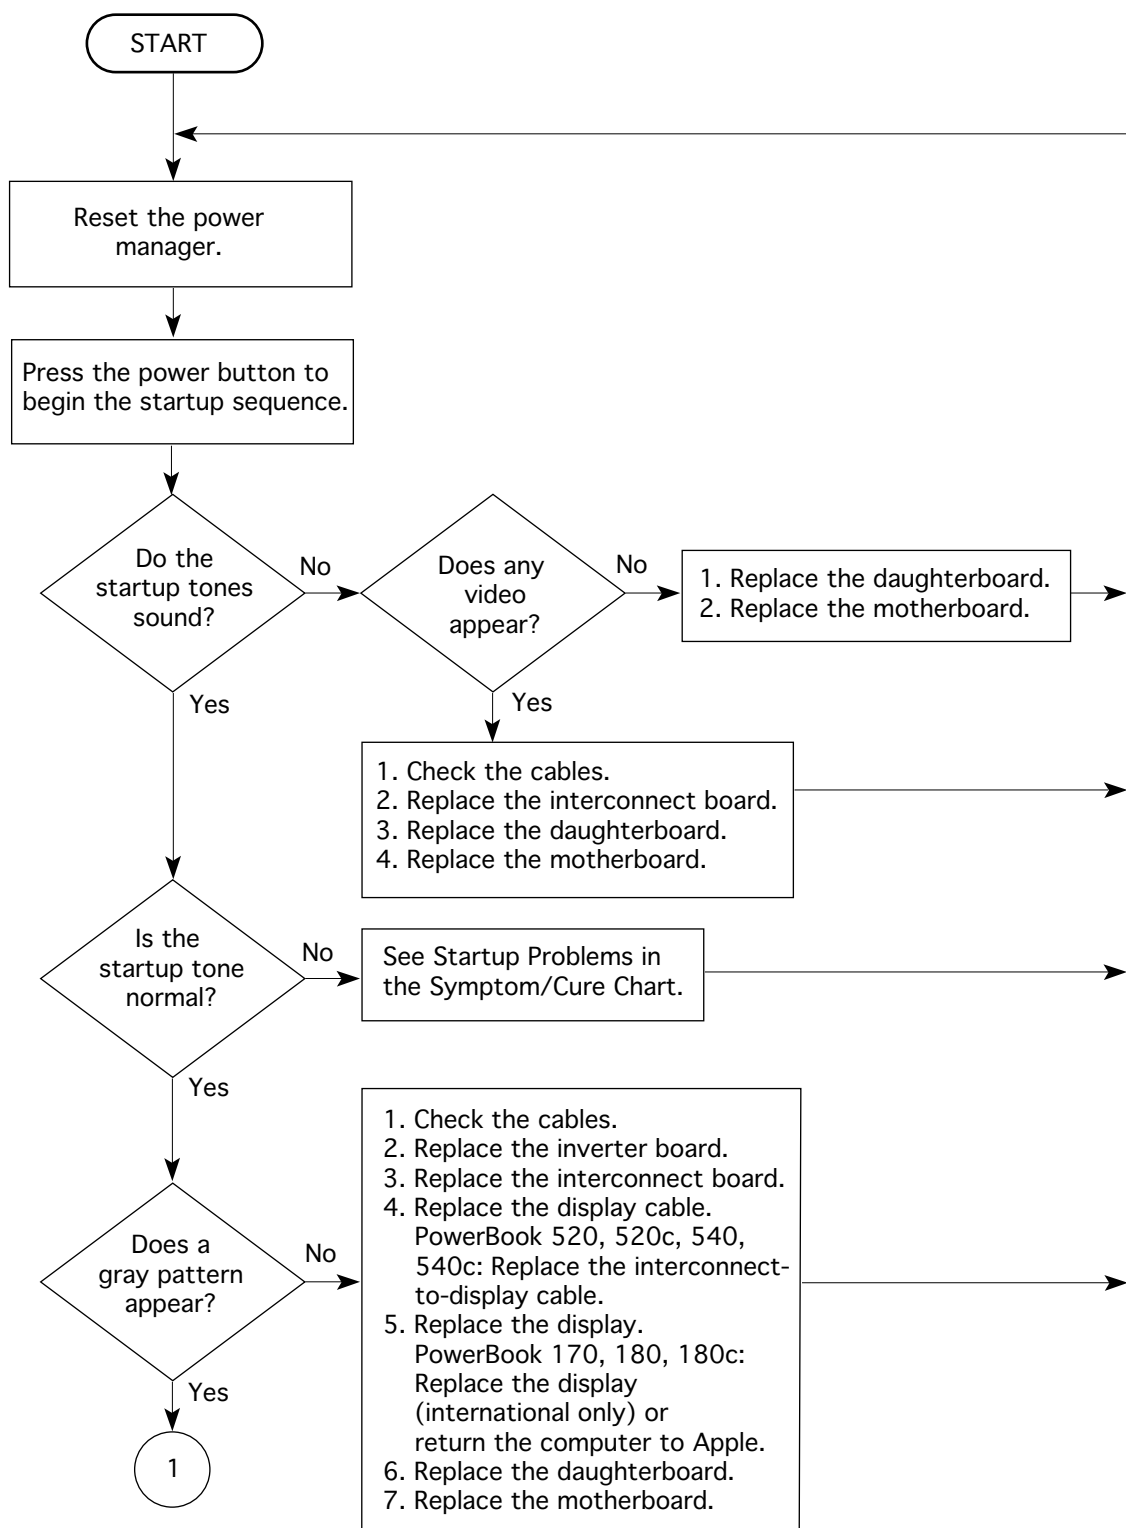 START
Reset the power
manager.
Press the power button to
begin the startup sequence.
Do the
startup tones
sound?
No
Does any
video
appear?
No
1. Replace the daughterboard.
2. Replace the motherboard.
Yes
Yes
1. Check the cables.
2. Replace the interconnect board.
3. Replace the daughterboard.
4. Replace the motherboard.
Is the
startup tone
normal?
No
See Startup Problems in
the Symptom/Cure Chart.
Yes
Does a
gray pattern
appear?
No
1. Check the cables.
2. Replace the inverter board.
3. Replace the interconnect board.
4. Replace the display cable.
PowerBook 520, 520c, 540,
540c: Replace the interconnect-
to-display cable.
5. Replace the display.
PowerBook 170, 180, 180c:
Replace the display
(international only) or
return the computer to Apple.
6. Replace the daughterboard.
7. Replace the motherboard.
Yes
1